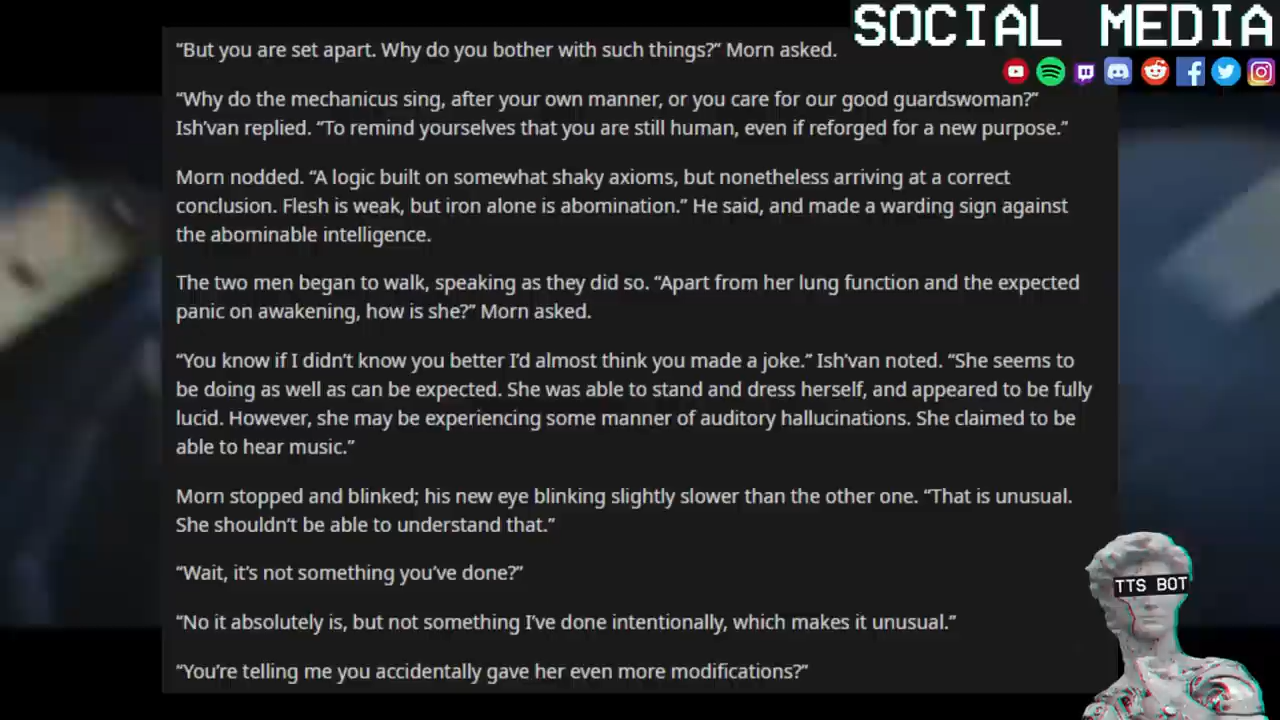 SOCIAL MEDIA
“But you are set apart. Why do you bother with such things?” Morn asked.
“Why do the mechanicus sing, after your own manner, or you care for our good guardswoman?”
Ish’van replied. “To remind yourselves that you are still human, even if reforged for a new purpose.”
Morn nodded. “A logic built on somewhat shaky axioms, but nonetheless arriving at a correct
conclusion. Flesh is weak, but iron alone is abomination.” He said, and made a warding sign against
the abominable intelligence.
The two men began to walk, speaking as they did so. “Apart from her lung function and the expected
panic on awakening, how is she?” Morn asked.
“You know if I didn’t know you better I’d almost think you made a joke.” Ish’van noted. “She seems to
be doing as well as can be expected. She was able to stand and dress herself, and appeared to be fully
lucid. However, she may be experiencing some manner of auditory hallucinations. She claimed to be
able to hear music.”
Morn stopped and blinked; his new eye blinking slightly slower than the other one. “That is unusual.
She shouldn’t be able to understand that.”
“Wait, it’s not something you’ve done?”
“No it absolutely is, but not something I’ve done intentionally, which makes it unusual.”
“You’re telling me you accidentally gave her even more modifications?”
TTS BOT